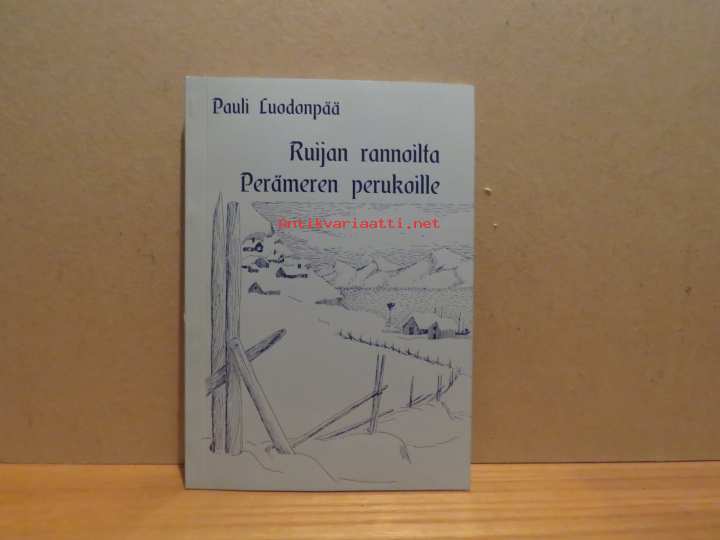 Pauli Luodonpää
Ruijan rannoilta
Perämeren perukoille
Antikvariaatti.net